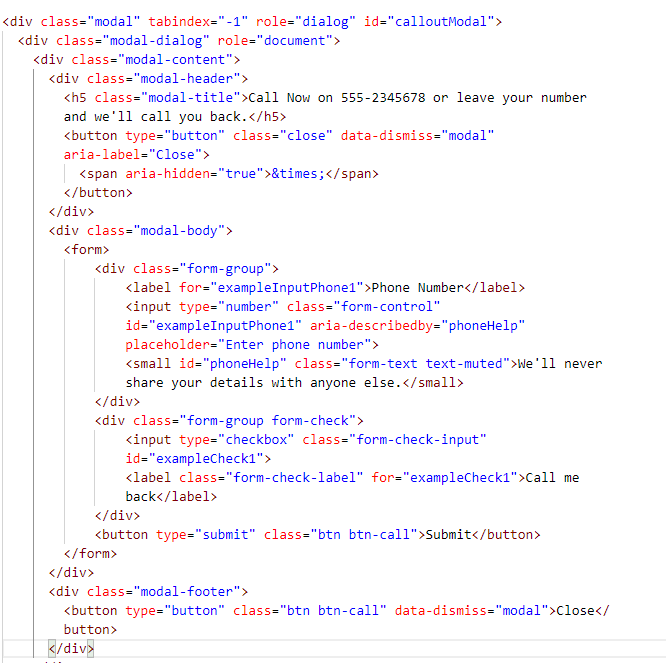 <div class="modal" tabindex="-1" role="dialog" id="calloutModal">
<div class="modal-dialog" role="document">
<div class="modal-content">
<div class="modal-header">
<h5 class="modal-title">Call Now on 555-2345678 or leave your number
and we'll call you back.</h5>
<button type="button" class="close" data-dismiss="modal"
aria-label="Close">
<span aria-hidden="true">&times;</span>
</button>
</div>
<div class="modal-body">
<form>
<div class="form-group">
<label for="exampleInputPhone1">Phone Number</label>
<input type="number" class="form-control"
id="exampleInputPhone1" aria-describedby="phoneHelp"
placeholder="Enter phone number">
<small id="phoneHelp" class="form-text text-muted">We'll never
share your details with anyone else.</small>
</div>
<div class="form-group form-check">
<input type="checkbox" class="form-check-input"
id="exampleCheck1">
<label class="form-check-label" for="exampleCheck1">Call me
back</label>
</div>
<button type="submit" class="btn btn-call">Submit</button>
</form>
</div>
<div class="modal-footer">
<button type="button" class="btn btn-call" data-dismiss="modal">Close</
button>
</div>